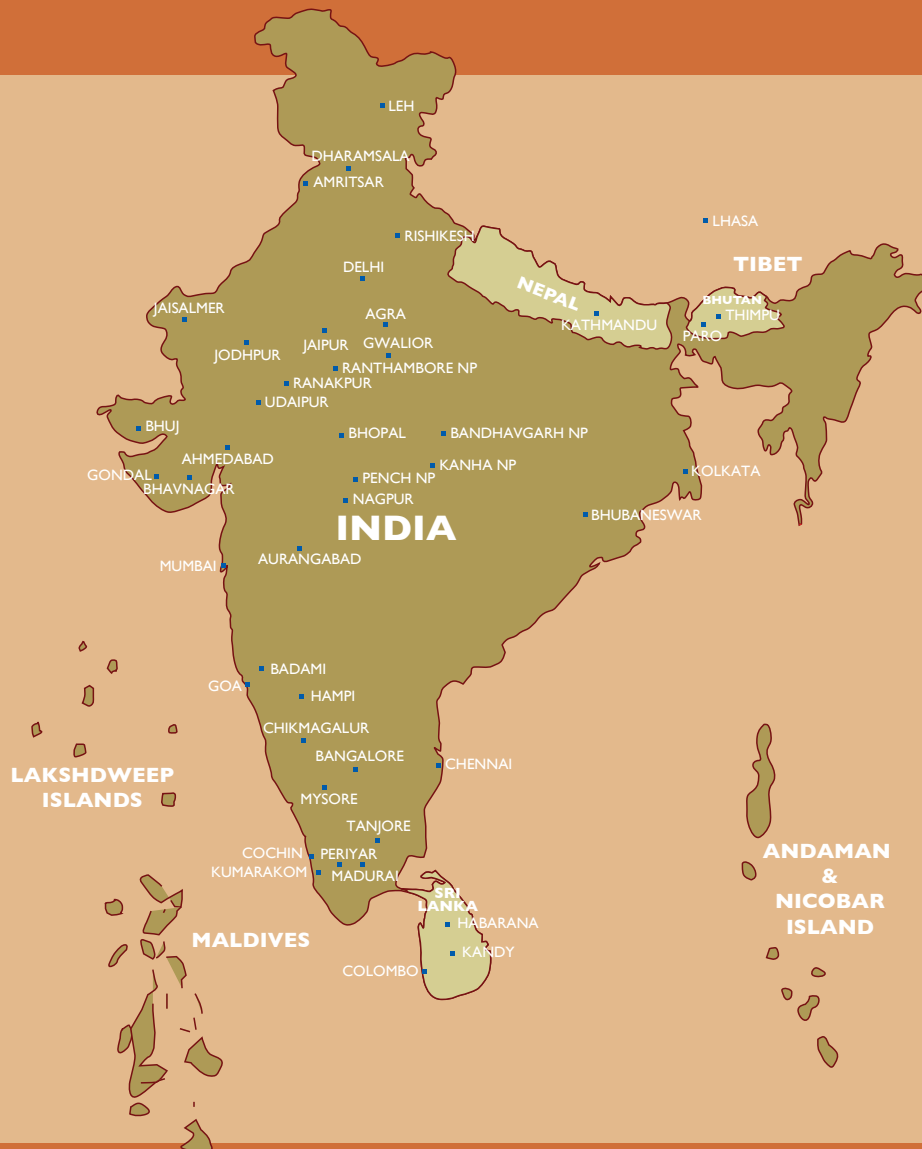 LEH
DHARAMSALA
AMRITSAR
LHASA
RISHIKESH
TIBET
DELHI
NEPAL
BHUTAN
JAISALMER
AGRA
THIMPU
KATHMANDU
PARO
JODHPUR
JAIPUR
GWALIOR
RANTHAMBORE NP
RANAKPUR
UDAIPUR
BHUJ
BHOPAL
BANDHAVGARH NP
AHMEDABAD
KANHA NP
GONDAL
PENCH NP
KOLKATA
BHAVNAGAR
NAGPUR
BHUBANESWAR
INDIA
AURANGABAD
MUMBAI
BADAMI
GOA
HAMPI
CHIKMAGALUR
BANGALORE
CHENNAI
LAKSHDWEEP
ISLANDS
MYSORE
TANJORE
COCHIN
PERIYAR
KUMARAKOM
MADURAI
ANDAMAN
&
NICOBAR
ISLAND
SRI
LANKA
HABARANA
MALDIVES
KANDY
COLOMBO